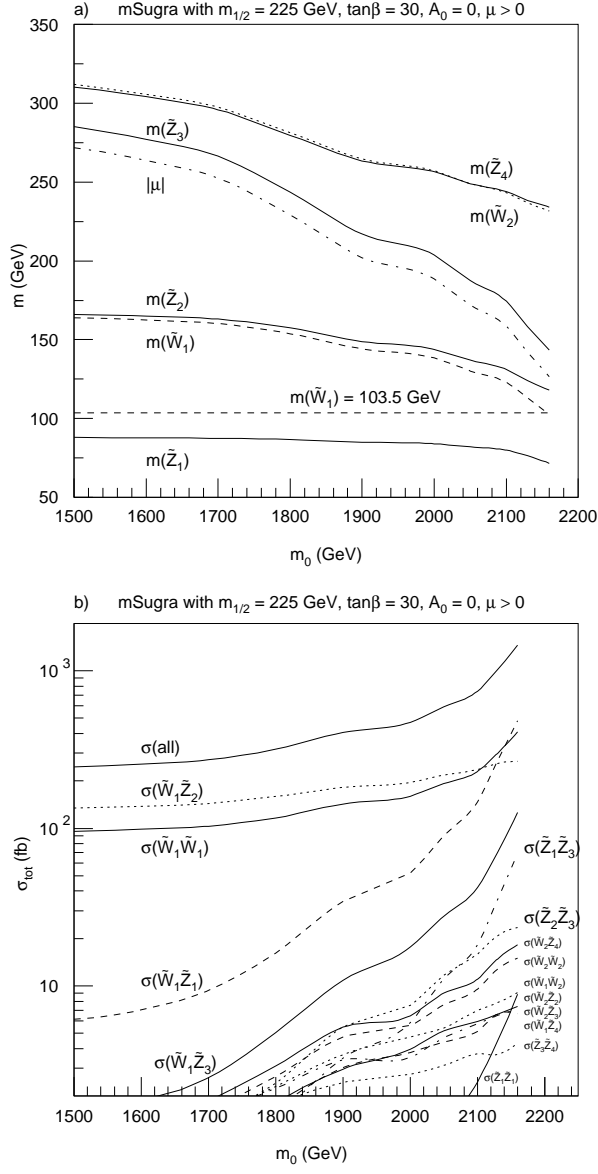 a) mSugra with m₁/₂ = 225 GeV, tanβ = 30, A₀ = 0, μ > 0
350
300
250
200
150
100
50
m (GeV)
m(Z̃₃)
|μ|
m(Z̃₄)
m(W̃₂)
m(Z̃₂)
m(W̃₁)
m(W̃₁) = 103.5 GeV
m(Z̃₁)
1500 1600 1700 1800 1900 2000 2100 2200
m₀ (GeV)
b) mSugra with m₁/₂ = 225 GeV, tanβ = 30, A₀ = 0, μ > 0
10³
10²
10
σtot (fb)
σ(all)
σ(W̃₁Z̃₂)
σ(W̃₁W̃₁)
σ(Z̃₁Z̃₃)
σ(Z̃₂Z̃₃)
σ(W̃₂Z̃₄)
σ(W̃₂W̃₂)
σ(W̃₁Z̃₁)
σ(W̃₁W̃₂)
σ(W̃₂Z̃₂)
σ(W̃₂Z̃₃)
σ(W̃₁Z̃₄)
σ(Z̃₃Z̃₄)
σ(W̃₁Z̃₃)
σ(Z̃₁Z̃₁)
1500 1600 1700 1800 1900 2000 2100 2200
m₀ (GeV)